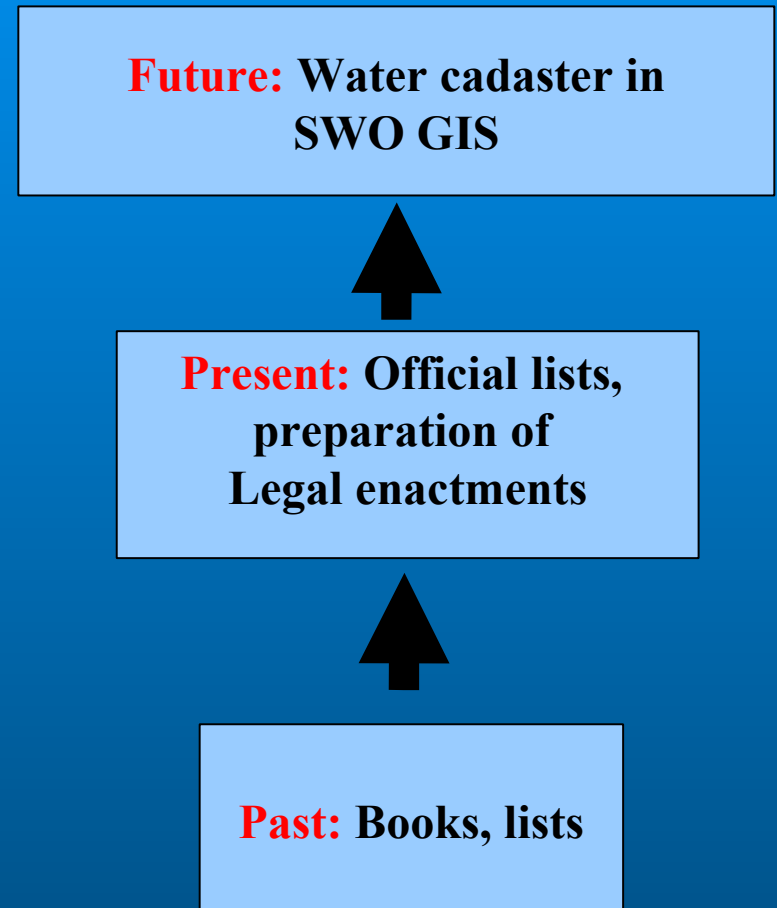 Future: Water cadaster in
SWO GIS
Present: Official lists,
preparation of
Legal enactments
Past: Books, lists